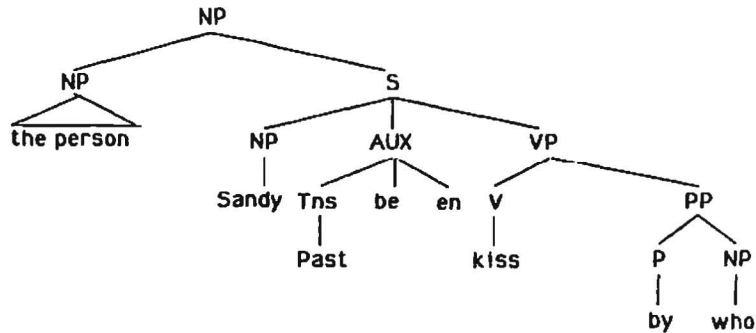 NP
NP S
the person NP AUX VP
Sandy Tns be en V PP
Past kiss P NP
by who